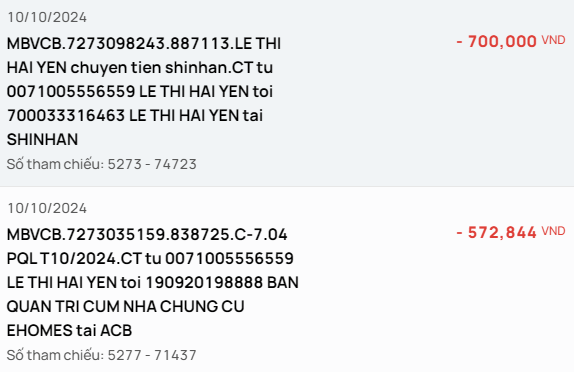 10/10/2024
MBVCB.7273098243.887113.LE THI - 700,000 VND
HAI YEN chuyen tien shinhan.CT tu
0071005556559 LE THI HAI YEN toi
700033316463 LE THI HAI YEN tai
SHINHAN
Số tham chiếu: 5273 - 74723
10/10/2024
MBVCB.7273035159.838725.C-7.04 - 572,844 VND
PQL T10/2024.CT tu 0071005556559
LE THI HAI YEN toi 190920198888 BAN
QUAN TRI CUM NHA CHUNG CU
EHOMES tai ACB
Số tham chiếu: 5277 - 71437